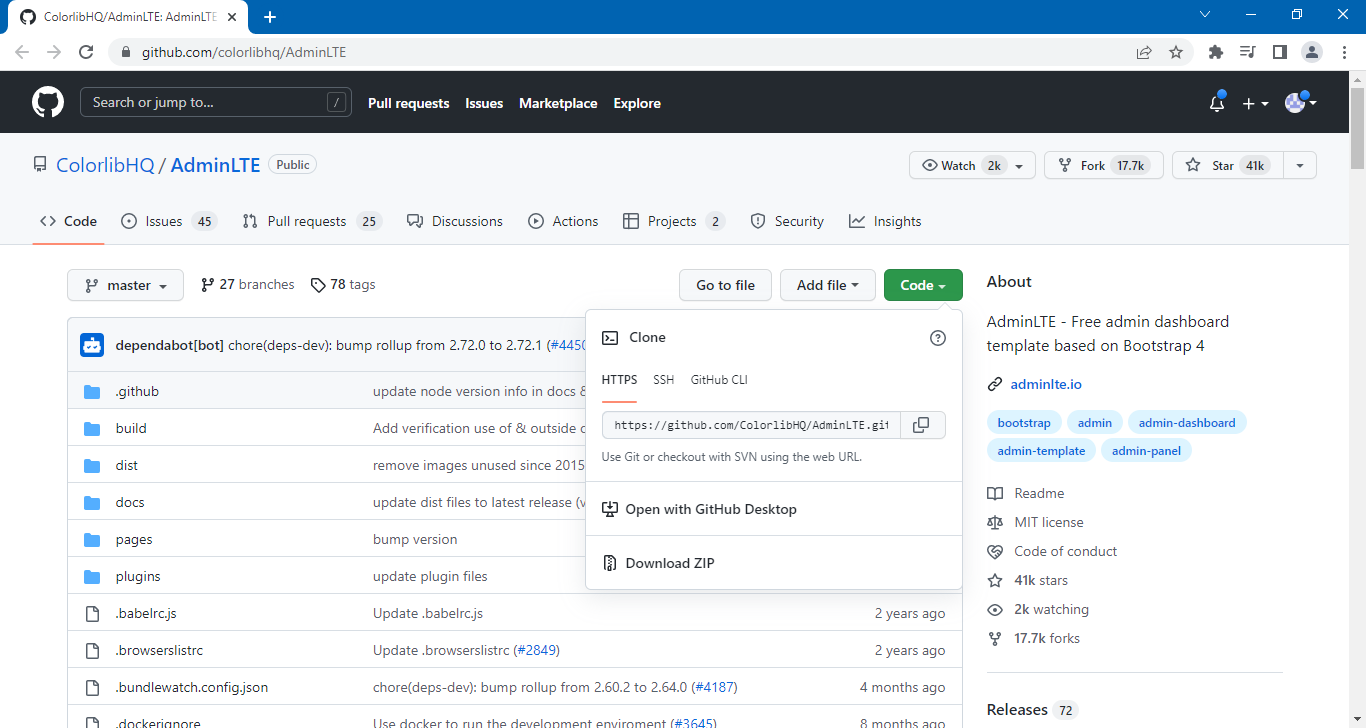 ColorlibHQ/AdminLTE: AdminLTE
github.com/colorlibhq/AdminLTE
Search or jump to... /
Pull requests Issues Marketplace Explore
ColorlibHQ / AdminLTE Public
Watch 2k Fork 17.7k Star 41k
Code Issues 45 Pull requests 25 Discussions Actions Projects 2 Security Insights
master 27 branches 78 tags Go to file Add file Code
dependabot[bot] chore(deps-dev): bump rollup from 2.72.0 to 2.72.1 (#4450
.github update node version info in docs &
build Add verification use of & outside
dist remove images unused since 2015
docs update dist files to latest release (v
pages bump version
plugins update plugin files
.babelrc.js Update .babelrc.js 2 years ago
.browserslistrc Update .browserslistrc (#2849) 2 years ago
.bundlewatch.config.json chore(deps-dev): bump rollup from 2.60.2 to 2.64.0 (#4187) 4 months ago
.dockerignore Use docker to run the development enviroment (#3645) 8 months ago
Clone
HTTPS SSH GitHub CLI
https://github.com/ColorlibHQ/AdminLTE.git
Use Git or checkout with SVN using the web URL.
Open with GitHub Desktop
Download ZIP
About
AdminLTE - Free admin dashboard
template based on Bootstrap 4
adminlte.io
bootstrap admin admin-dashboard
admin-template admin-panel
Readme
MIT license
Code of conduct
41k stars
2k watching
17.7k forks
Releases 72